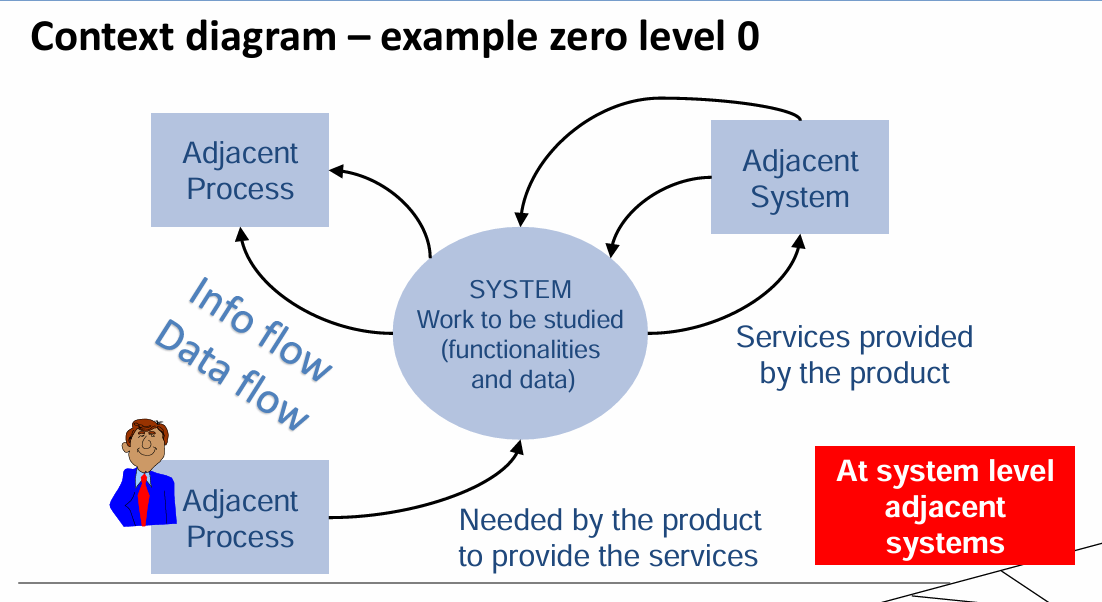 Context diagram – example zero level 0
Adjacent
Process
Adjacent
System
SYSTEM
Work to be studied
(functionalities
and data)
Info flow
Data flow
Services provided
by the product
Adjacent
Process
Needed by the product
to provide the services
At system level
adjacent
systems